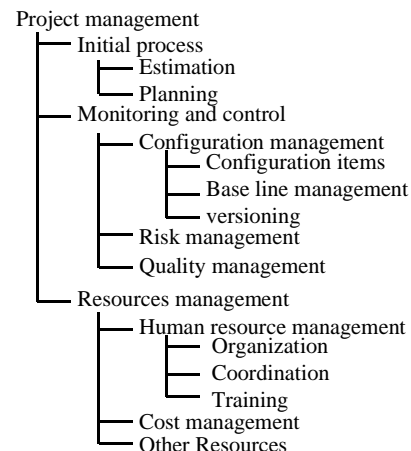 Project management
Initial process
Estimation
Planning
Monitoring and control
Configuration management
Configuration items
Base line management
versioning
Risk management
Quality management
Resources management
Human resource management
Organization
Coordination
Training
Cost management
Other Resources